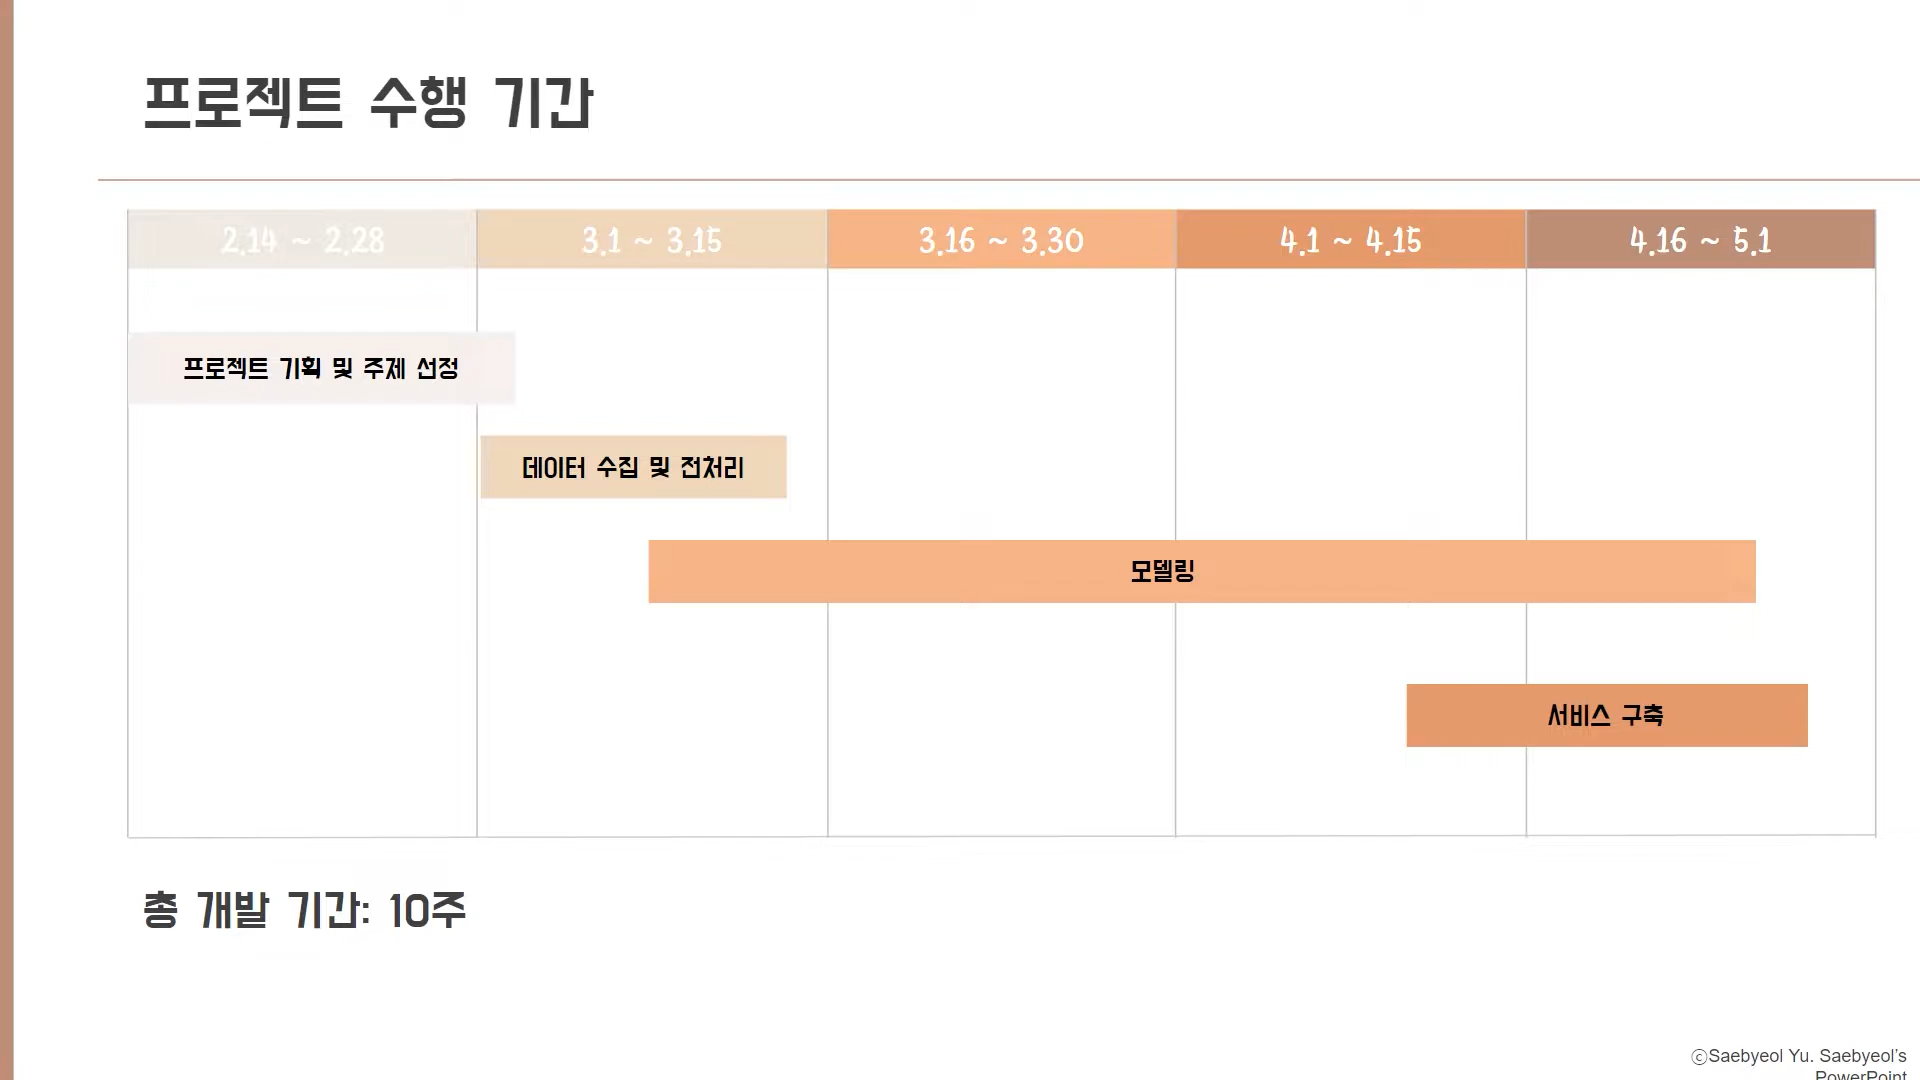 프로젝트 수행 기간
2.14 ~ 2.28
3.1 ~ 3.15
3.16 ~ 3.30
4.1 ~ 4.15
4.16 ~ 5.1
프로젝트 기획 및 주제 선정
데이터 수집 및 전처리
모델링
서비스 구축
총 개발 기간: 10주
ⓒSaebyeol Yu. Saebyeol’s
PowerPoint